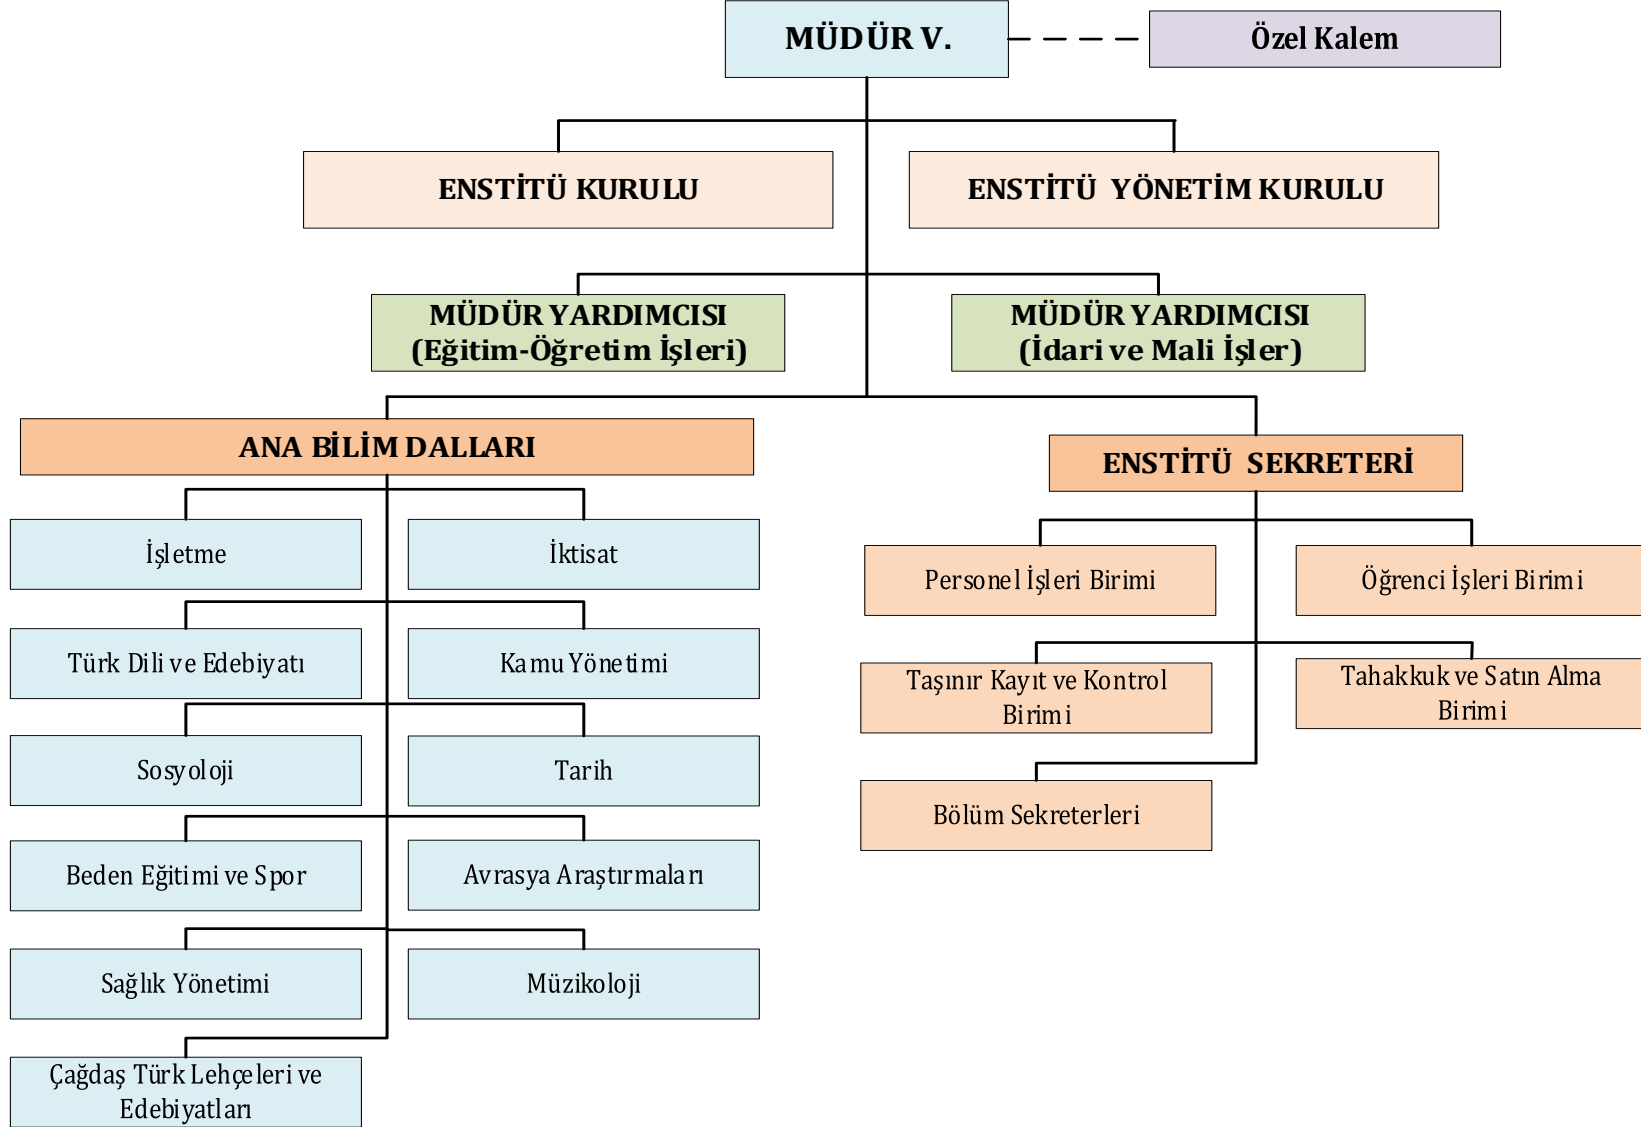 MÜDÜR V.
Özel Kalem
ENSTİTÜ KURULU
ENSTİTÜ YÖNETİM KURULU
MÜDÜR YARDIMCISI
(Eğitim-Öğretim İşleri)
MÜDÜR YARDIMCISI
(İdari ve Mali İşler)
ANA BİLİM DALLARI
ENSTİTÜ SEKRETERİ
İşletme
İktisat
Personel İşleri Birimi
Öğrenci İşleri Birimi
Türk Dili ve Edebiyatı
Kamu Yönetimi
Taşınır Kayıt ve Kontrol
Birimi
Tahakkuk ve Satın Alma
Birimi
Sosyoloji
Tarih
Bölüm Sekreterleri
Beden Eğitimi ve Spor
Avrasya Araştırmaları
Sağlık Yönetimi
Müzikoloji
Çağdaş Türk Lehçeleri ve
Edebiyatları